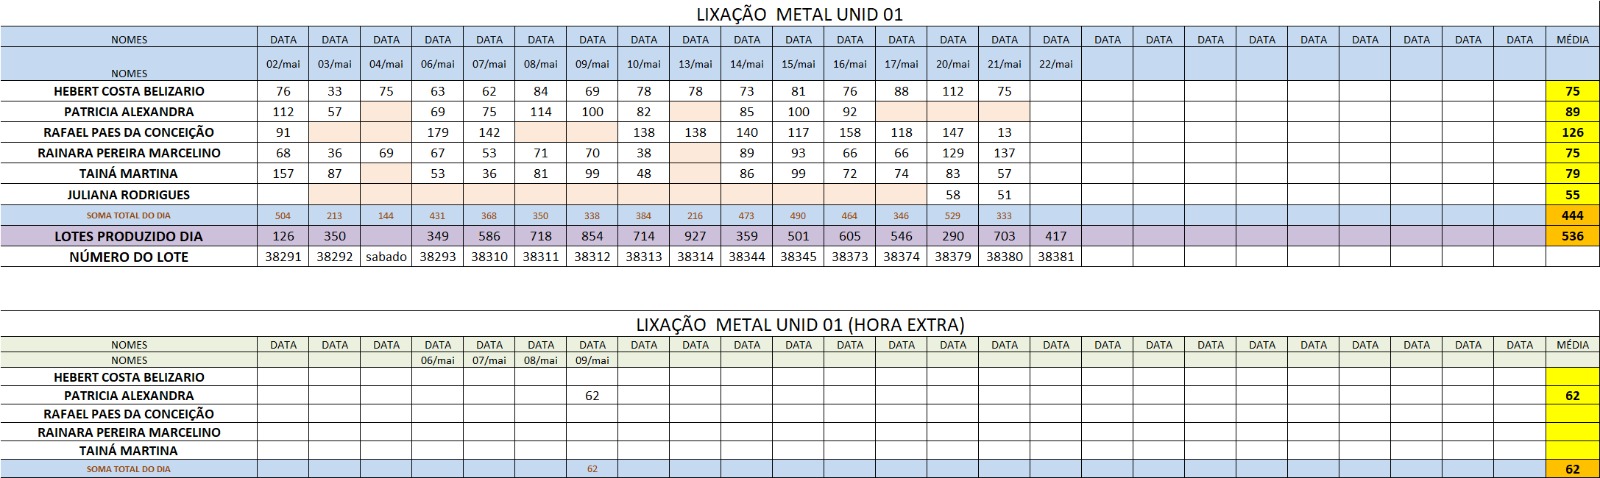 LIXAÇÃO METAL UNID 01
NOMES DATA DATA DATA DATA DATA DATA DATA DATA DATA DATA DATA DATA DATA DATA DATA DATA DATA DATA DATA DATA DATA DATA DATA DATA DATA MÉDIA
NOMES 02/mai 03/mai 04/mai 06/mai 07/mai 08/mai 09/mai 10/mai 13/mai 14/mai 15/mai 16/mai 17/mai 20/mai 21/mai 22/mai
HEBERT COSTA BELIZARIO 76 33 75 63 62 84 69 78 78 73 81 76 88 112 75 75
PATRICIA ALEXANDRA 112 57 69 75 114 100 82 85 100 92 89
RAFAEL PAES DA CONCEIÇÃO 91 179 142 138 138 140 117 158 118 147 13 126
RAINARA PEREIRA MARCELINO 68 36 69 67 53 71 70 38 89 93 66 66 129 137 75
TAINÁ MARTINA 157 87 53 36 81 99 48 86 99 72 74 83 57 79
JULIANA RODRIGUES 58 51 55
SOMA TOTAL DO DIA 504 213 144 431 368 350 338 384 216 473 490 464 346 529 333 444
LOTES PRODUZIDO DIA 126 350 349 586 718 854 714 927 359 501 605 546 290 703 417 536
NÚMERO DO LOTE 38291 38292 sabado 38293 38310 38311 38312 38313 38314 38344 38345 38373 38374 38379 38380 38381
LIXAÇÃO METAL UNID 01 (HORA EXTRA)
NOMES DATA DATA DATA DATA DATA DATA DATA DATA DATA DATA DATA DATA DATA DATA DATA DATA DATA DATA DATA DATA DATA DATA DATA DATA DATA MÉDIA
NOMES 06/mai 07/mai 08/mai 09/mai
HEBERT COSTA BELIZARIO
PATRICIA ALEXANDRA 62 62
RAFAEL PAES DA CONCEIÇÃO
RAINARA PEREIRA MARCELINO
TAINÁ MARTINA
SOMA TOTAL DO DIA 62 62